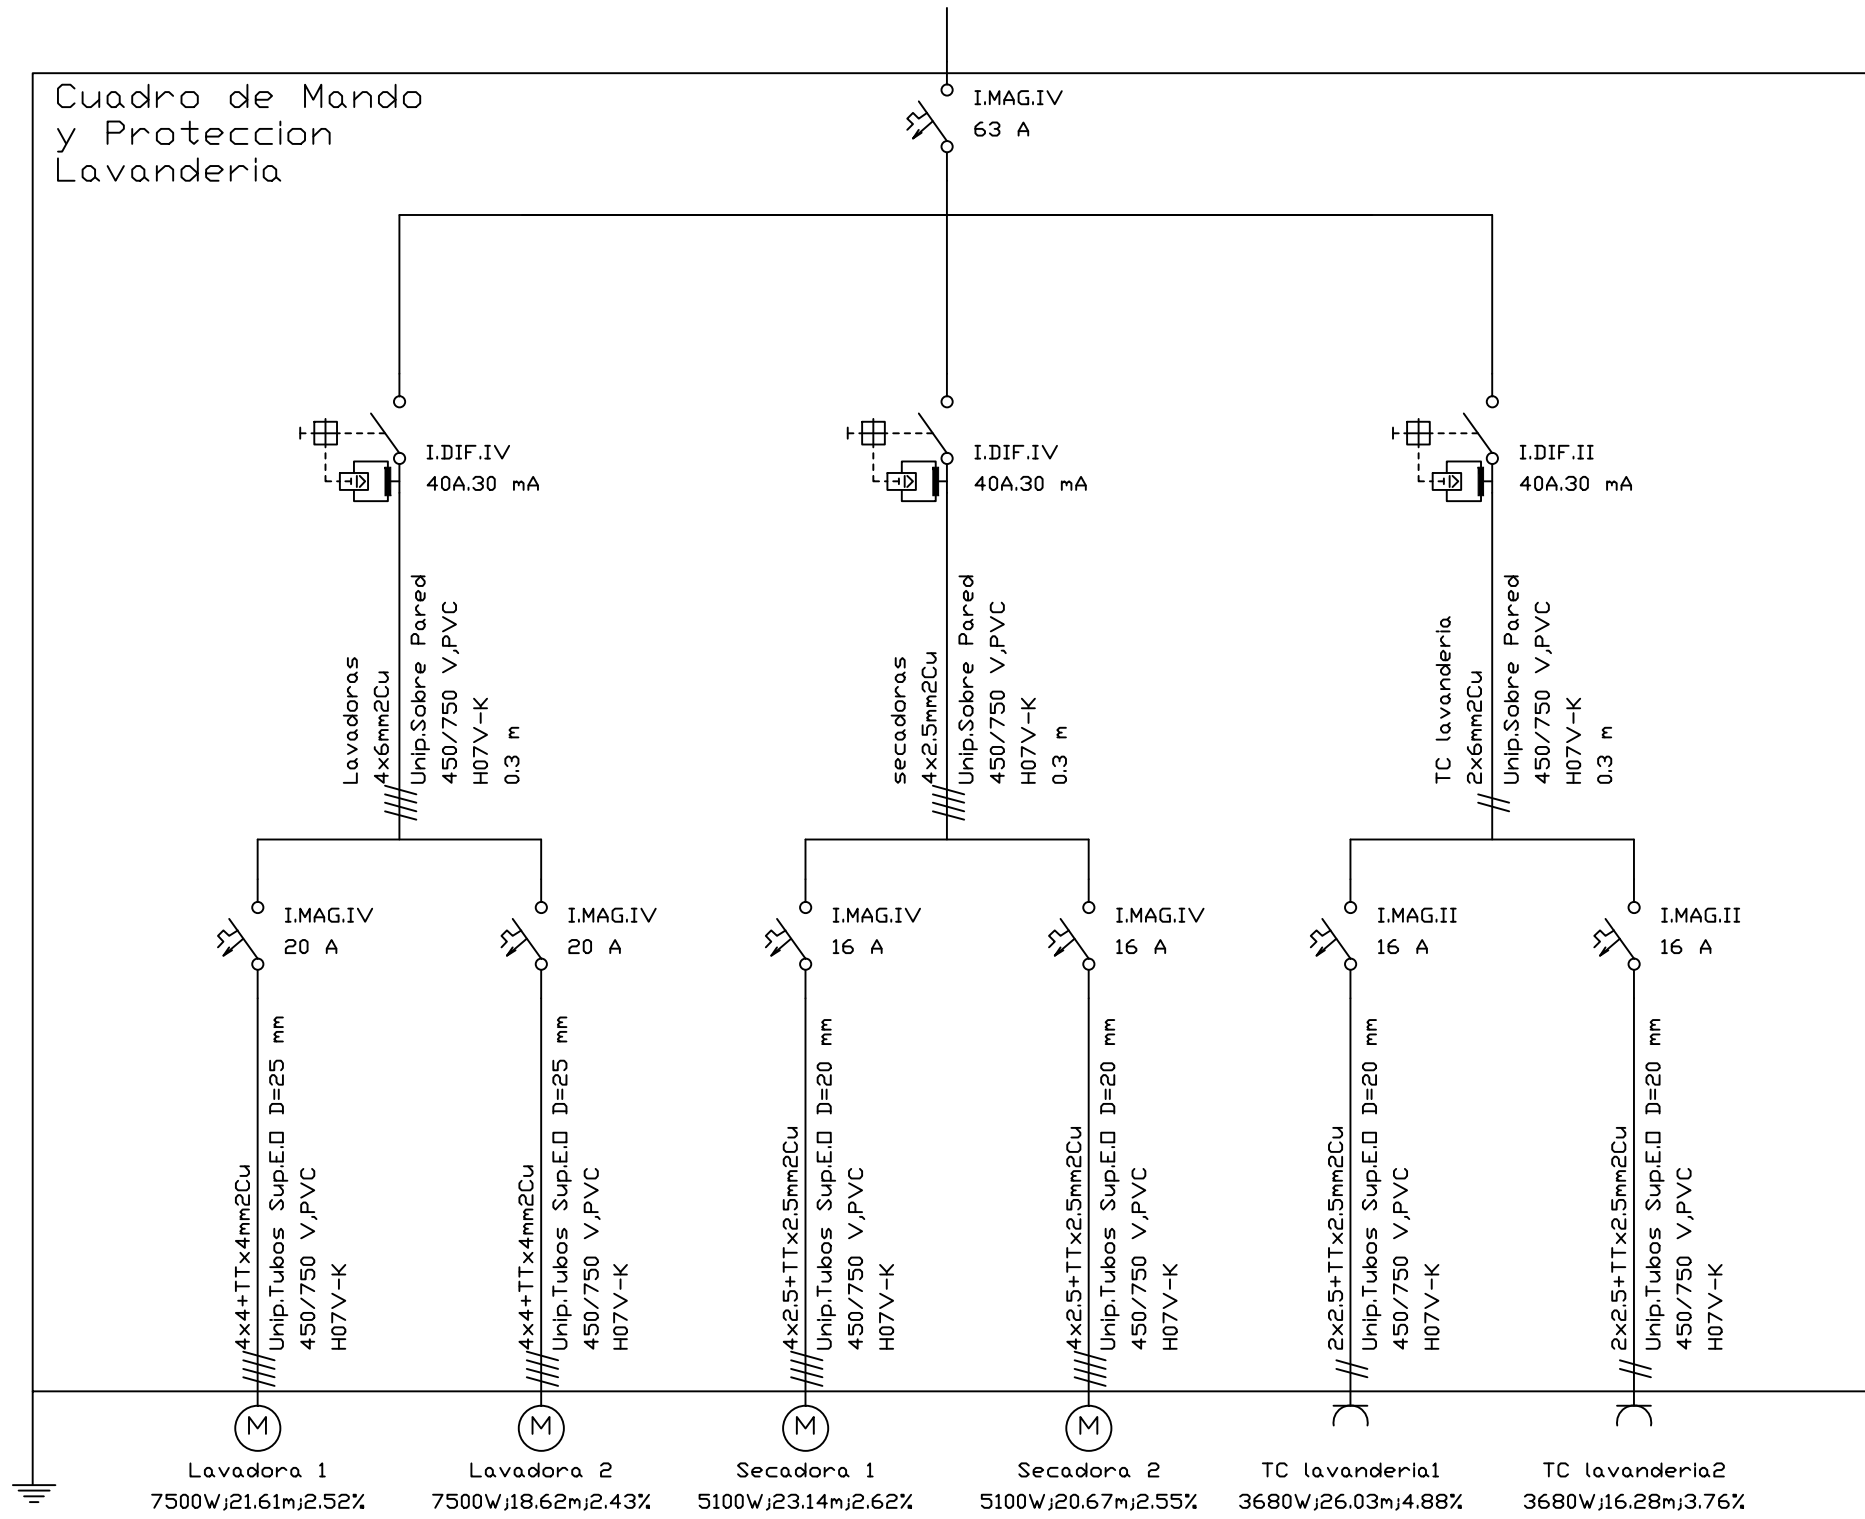 Cuadro de Mando
y Proteccion
Lavanderia
I.MAG.IV
63 A
I.DIF.IV
40A.30 mA
I.DIF.IV
40A.30 mA
I.DIF.II
40A.30 mA
Lavadoras
4x6mm2Cu
Unip.Sobre Pared
450/750 V,PVC
H07V-K
0.3 m
secadoras
4x2.5mm2Cu
Unip.Sobre Pared
450/750 V,PVC
H07V-K
0.3 m
TC lavanderia
2x6mm2Cu
Unip.Sobre Pared
450/750 V,PVC
H07V-K
0.3 m
I.MAG.IV
20 A
I.MAG.IV
20 A
I.MAG.IV
16 A
I.MAG.IV
16 A
I.MAG.II
16 A
I.MAG.II
16 A
4x4+TTx4mm2Cu
Unip.Tubos Sup.E.O D=25 mm
450/750 V,PVC
H07V-K
4x4+TTx4mm2Cu
Unip.Tubos Sup.E.O D=25 mm
450/750 V,PVC
H07V-K
4x2.5+TTx2.5mm2Cu
Unip.Tubos Sup.E.O D=20 mm
450/750 V,PVC
H07V-K
4x2.5+TTx2.5mm2Cu
Unip.Tubos Sup.E.O D=20 mm
450/750 V,PVC
H07V-K
2x2.5+TTx2.5mm2Cu
Unip.Tubos Sup.E.O D=20 mm
450/750 V,PVC
H07V-K
2x2.5+TTx2.5mm2Cu
Unip.Tubos Sup.E.O D=20 mm
450/750 V,PVC
H07V-K
M
M
M
M
Lavadora 1
7500W;21.61m;2.52%
Lavadora 2
7500W;18.62m;2.43%
Secadora 1
5100W;23.14m;2.62%
Secadora 2
5100W;20.67m;2.55%
TC lavanderia1
3680W;26.03m;4.88%
TC lavanderia2
3680W;16.28m;3.76%